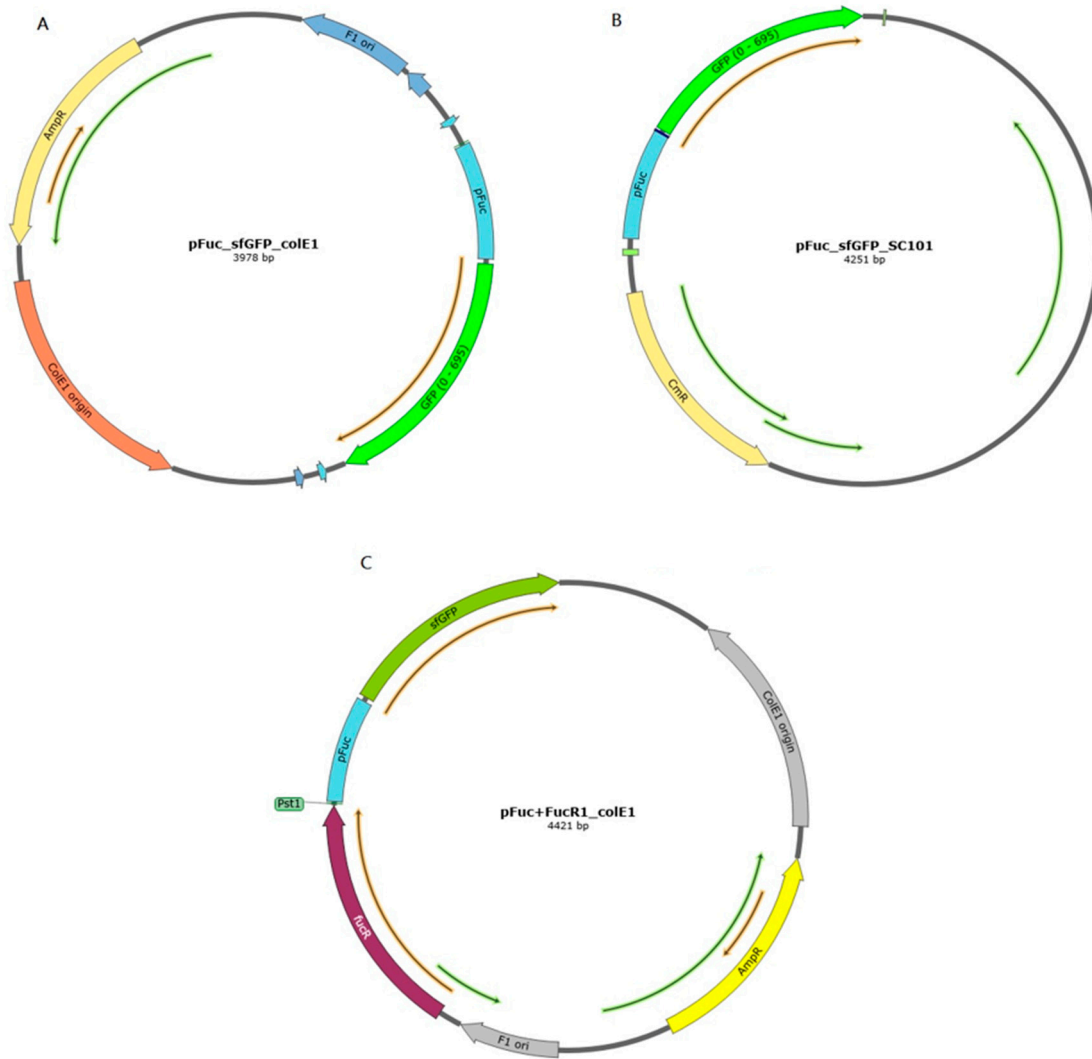 A
F1 ori
AmpR
pFuc
pFuc_sfGFP_colE1
3978 bp
GFP (0 - 695)
ColE1 origin
B
GFP (0 - 695)
pFuc
pFuc_sfGFP_SC101
4251 bp
CmR
C
sfGFP
ColE1 origin
pFuc
Pst1
pFuc+FucR1_colE1
4421 bp
fucR
AmpR
F1 ori